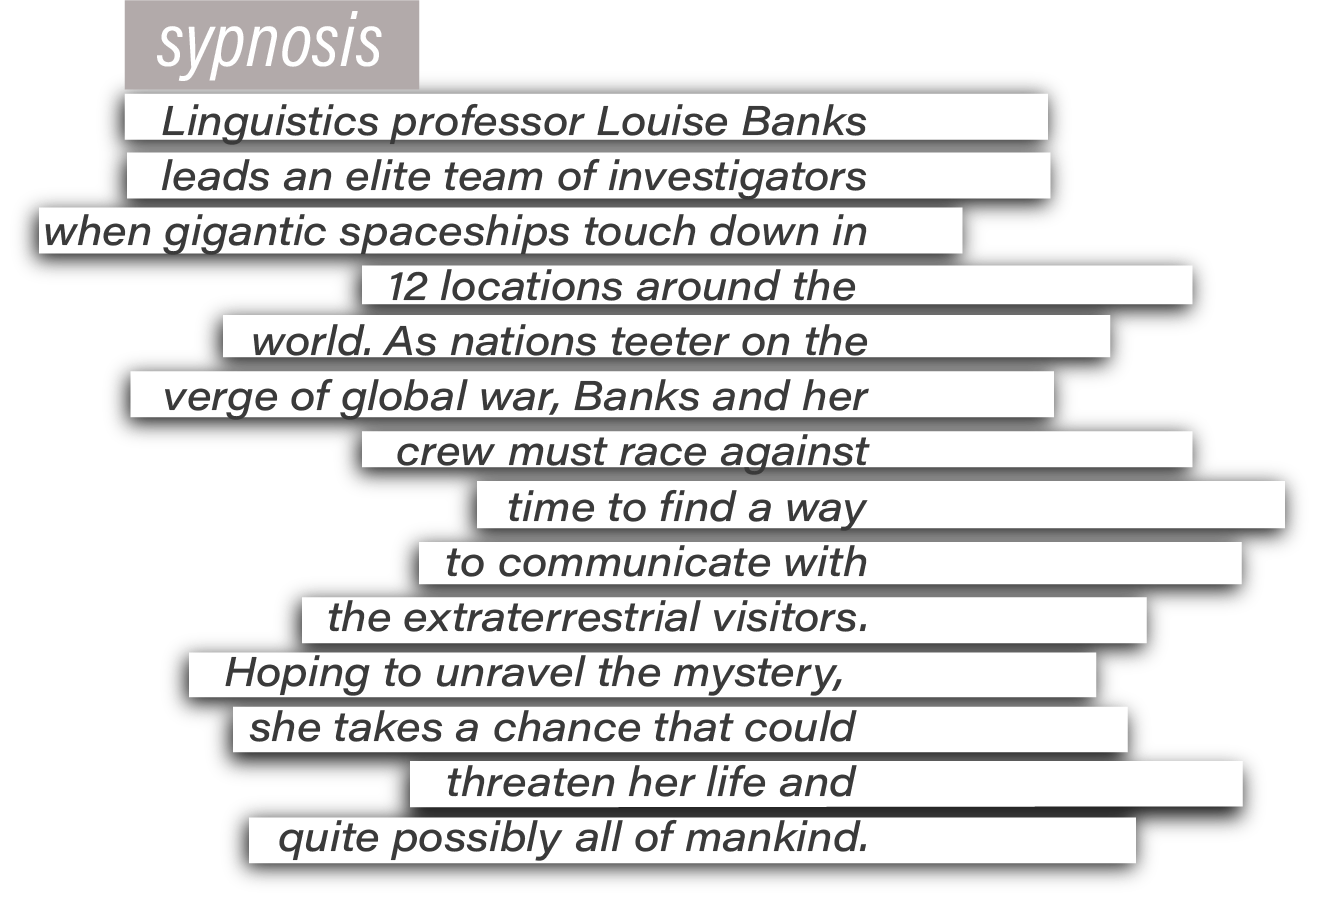 sypnosis
Linguistics professor Louise Banks
leads an elite team of investigators
when gigantic spaceships touch down in
12 locations around the
world. As nations teeter on the
verge of global war, Banks and her
crew must race against
time to find a way
to communicate with
the extraterrestrial visitors.
Hoping to unravel the mystery,
she takes a chance that could
threaten her life and
quite possibly all of mankind.